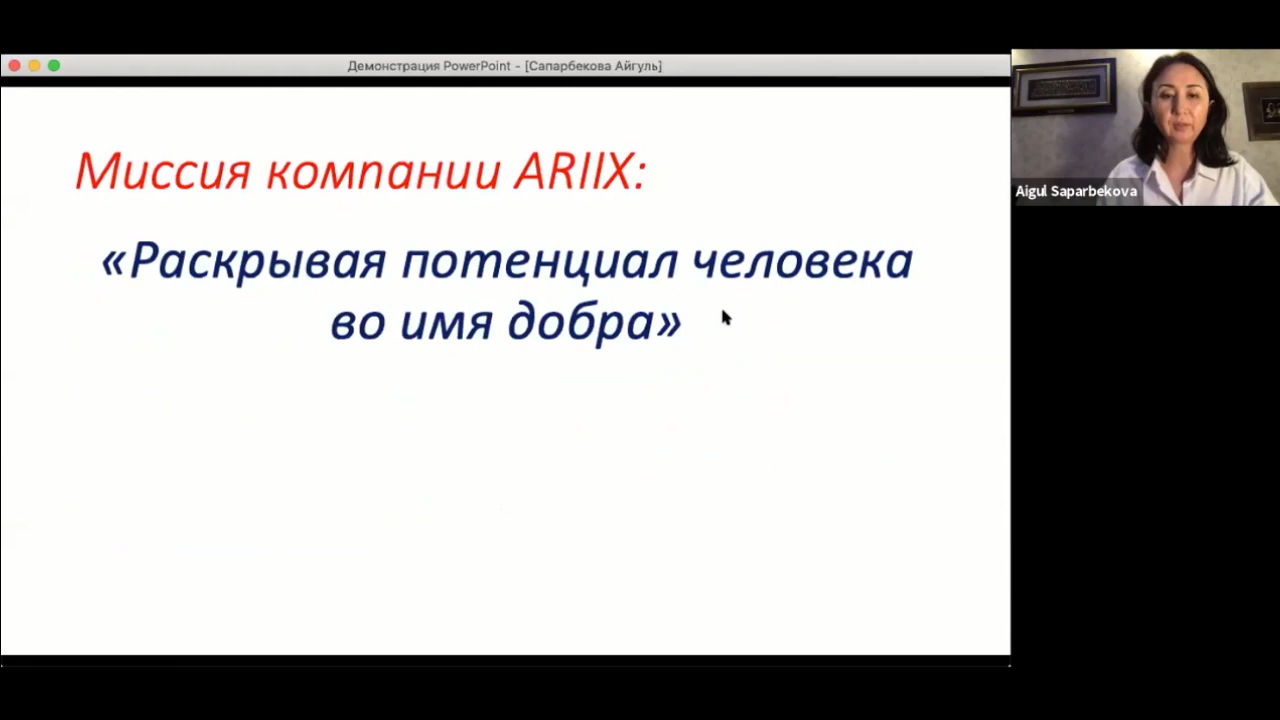 Демонстрация PowerPoint - [Сапарбекова Айгуль]
Миссия компании ARIIX:
«Раскрывая потенциал человека
во имя добра»
Aigul Saparbekova